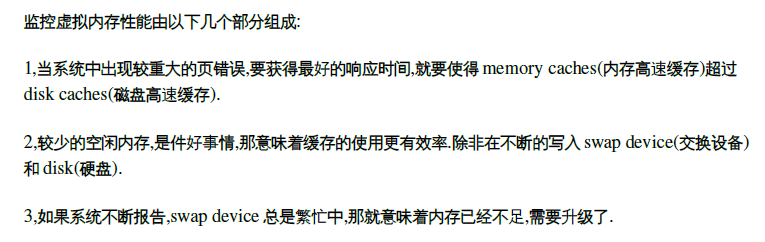 监控虚拟内存性能由以下几个部分组成:
1,当系统中出现较重大的页错误,要获得最好的响应时间,就要使得 memory caches(内存高速缓存)超过
disk caches(磁盘高速缓存).
2,较少的空闲内存,是件好事情,那意味着缓存的使用更有效率.除非在不断的写入 swap device(交换设备)
和 disk(硬盘).
3,如果系统不断报告,swap device 总是繁忙中,那就意味着内存已经不足,需要升级了.